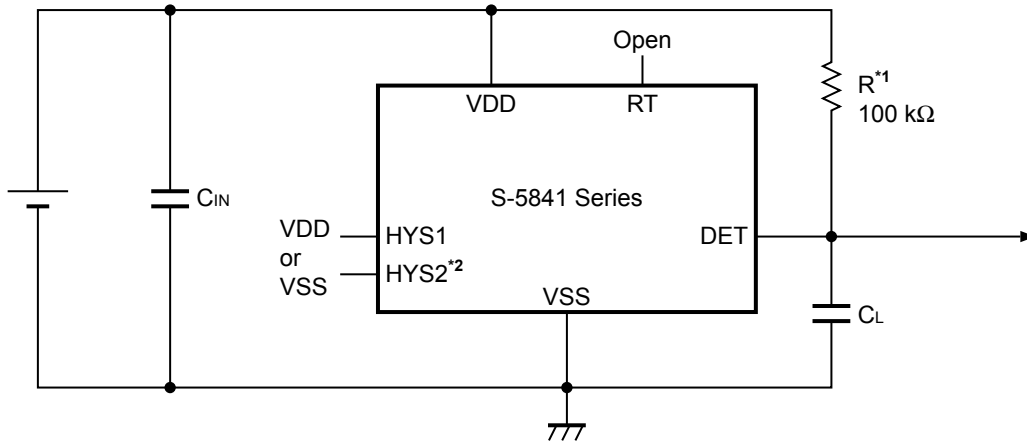 Open
VDD
RT
R*1
100 kΩ
S-5841 Series
CIN
VDD
or
VSS
HYS1
HYS2*2
DET
VSS
CL